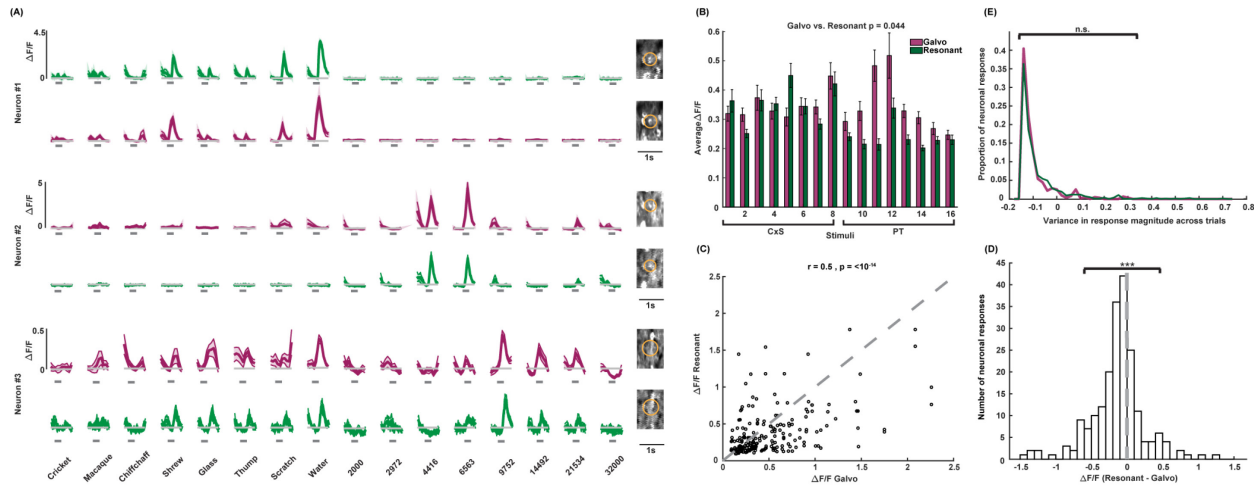 (A)
4.5
ΔF/F
0
Neuron #1
1s
5
ΔF/F
0
Neuron #2
1s
0.5
ΔF/F
0
Neuron #3
1s
Cricket
Macaque
Chiffchaff
Shrew
Glass
Thump
Scratch
Water
2000
2972
4416
6563
9752
14492
21534
32000
(B)
Galvo vs. Resonant p = 0.044
Galvo
Resonant
Average ΔF/F
0.6
0.5
0.4
0.3
0.2
0.1
0
2 4 6 8 10 12 14 16
CxS Stimuli PT
(C)
r = 0.5 , p = <10⁻¹⁴
ΔF/F Resonant
2.5
2
1.5
1
0.5
0
0 0.5 1 1.5 2 2.5
ΔF/F Galvo
(E)
n.s.
Proportion of neuronal response
0.45
0.4
0.35
0.3
0.25
0.2
0.15
0.1
0.05
0
-0.2 -0.1 0 0.1 0.2 0.3 0.4 0.5 0.6 0.7
Variance in response magnitude across trials
(D)
***
Number of neuronal responses
45
40
35
30
25
20
15
10
5
0
-1.5 -1 -0.5 0 0.5 1 1.5
ΔF/F (Resonant - Galvo)